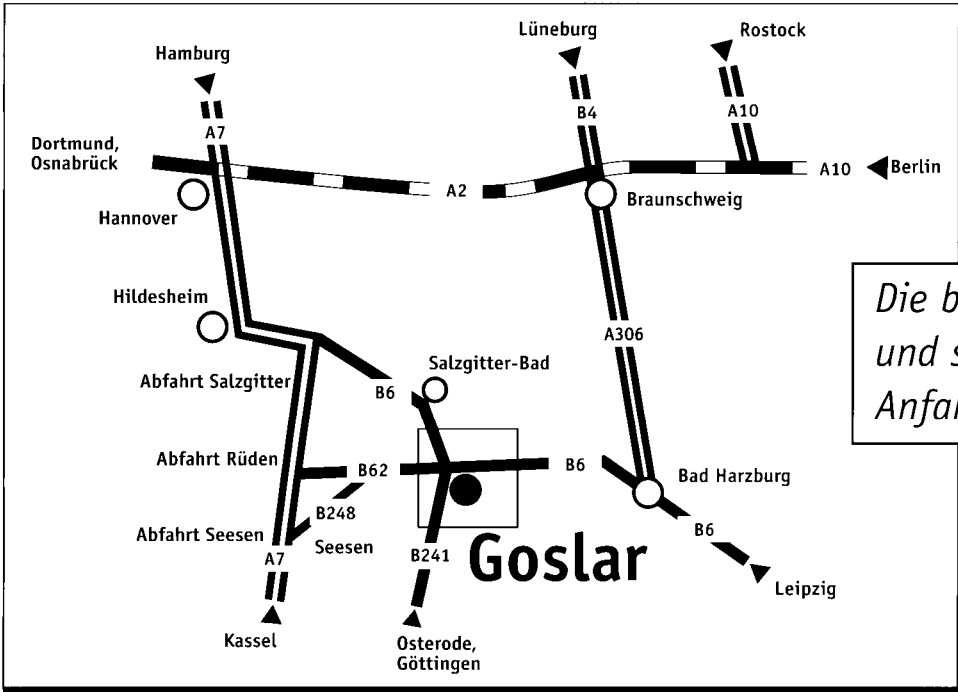 Lüneburg
Rostock
Hamburg
A7
B4
A10
Dortmund,
Osnabrück
A2
A10
Berlin
Hannover
Braunschweig
Hildesheim
A306
Salzgitter-Bad
Abfahrt Salzgitter
B6
Abfahrt Rüden
B62
B6
Bad Harzburg
B248
Abfahrt Seesen
Seesen
A7
B241
Goslar
B6
Leipzig
Kassel
Osterode,
Göttingen
Die b
und s
Anfa